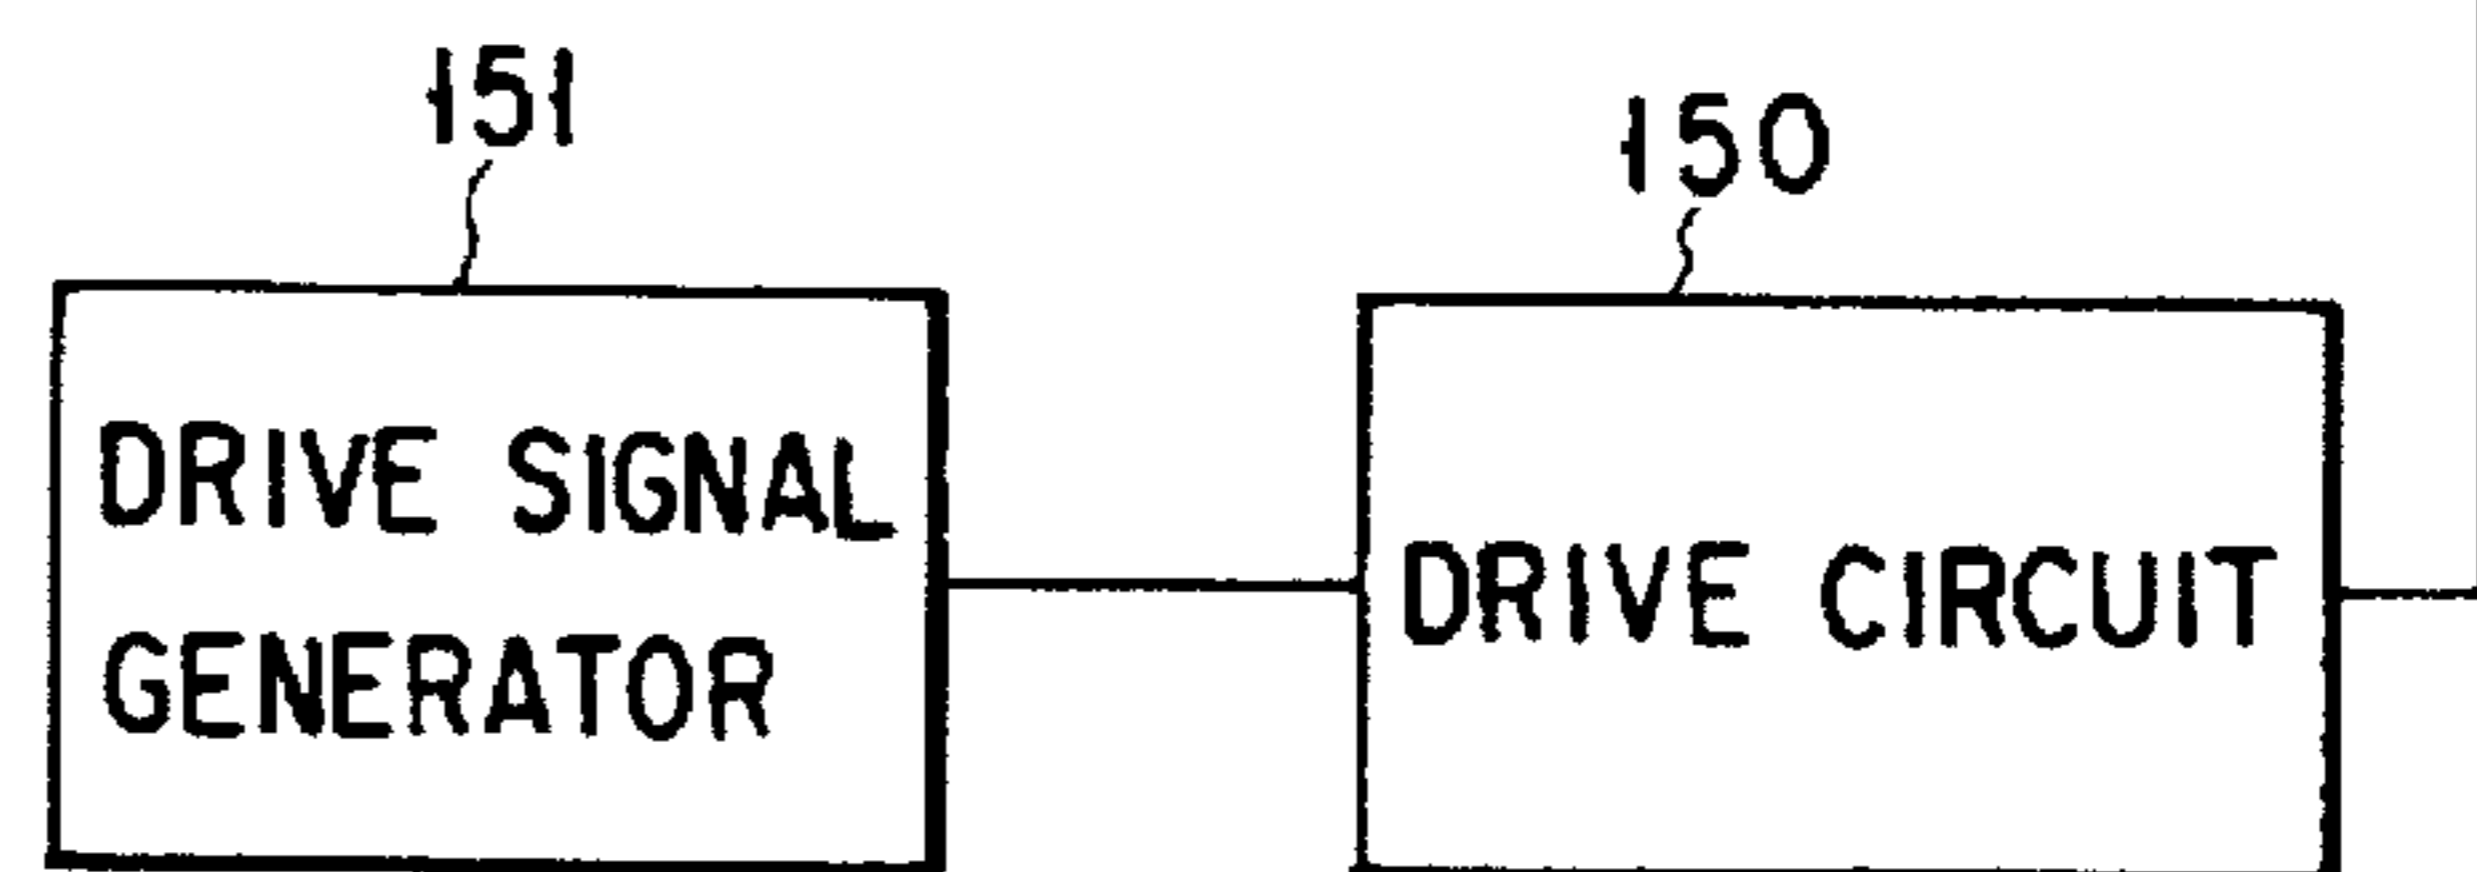 151
150
DRIVE SIGNAL
GENERATOR
DRIVE CIRCUIT